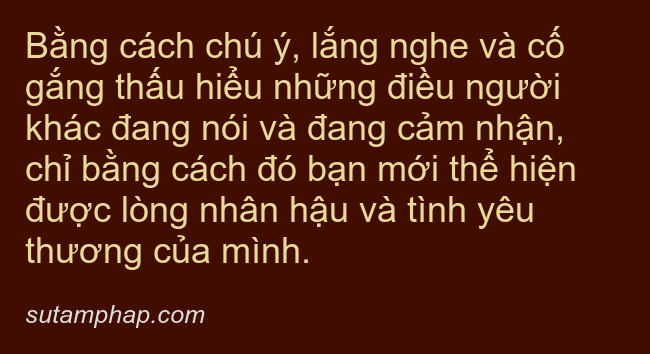 Bằng cách chú ý, lắng nghe và cố
gắng thấu hiểu những điều người
khác đang nói và đang cảm nhận,
chỉ bằng cách đó bạn mới thể hiện
được lòng nhân hậu và tình yêu
thương của mình.
sutamphap.com